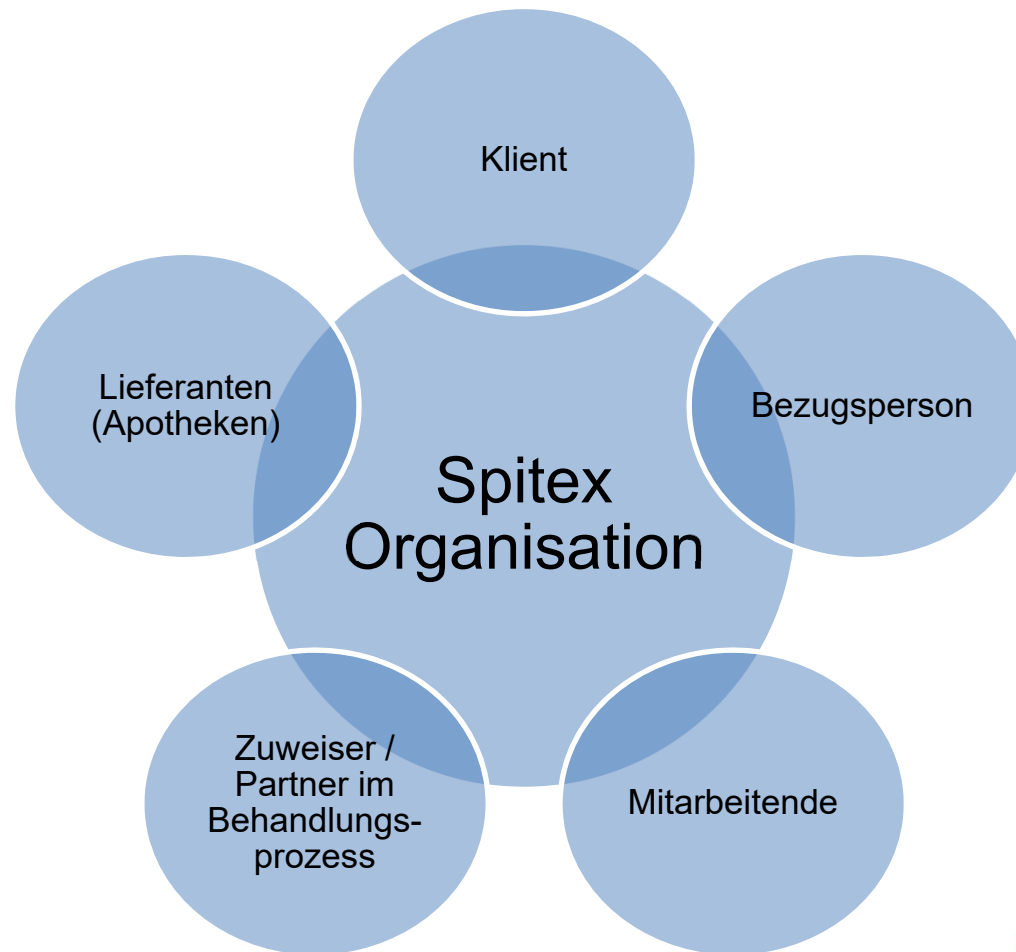 Klient
Lieferanten
(Apotheken)
Bezugsperson
Spitex
Organisation
Zuweiser /
Partner im
Behandlungs-
prozess
Mitarbeitende